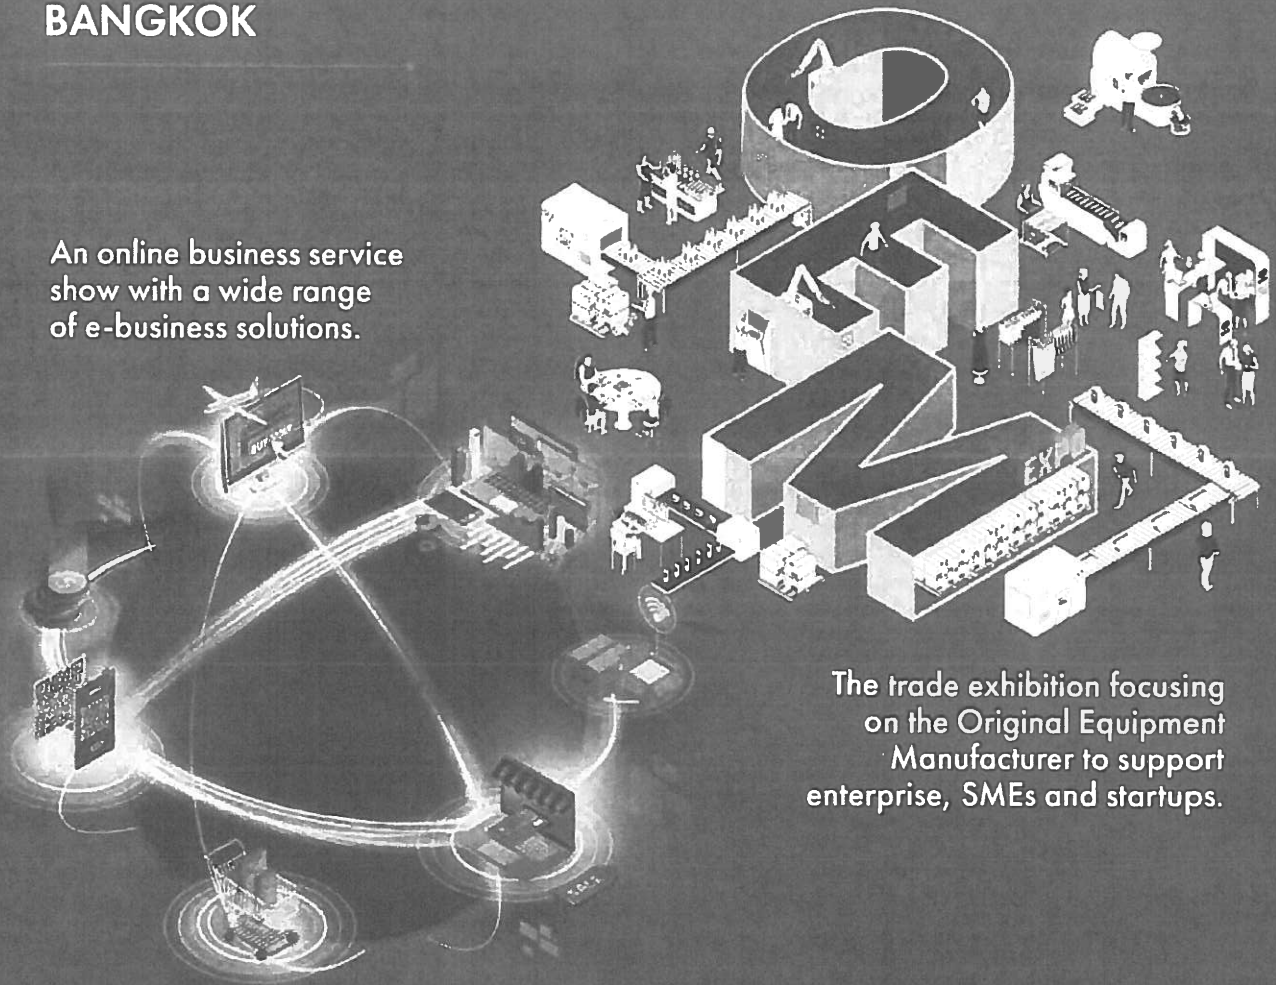 BANGKOK
An online business service
show with a wide range
of e-business solutions.
OEM
The trade exhibition focusing
on the Original Equipment
Manufacturer to support
enterprise, SMEs and startups.